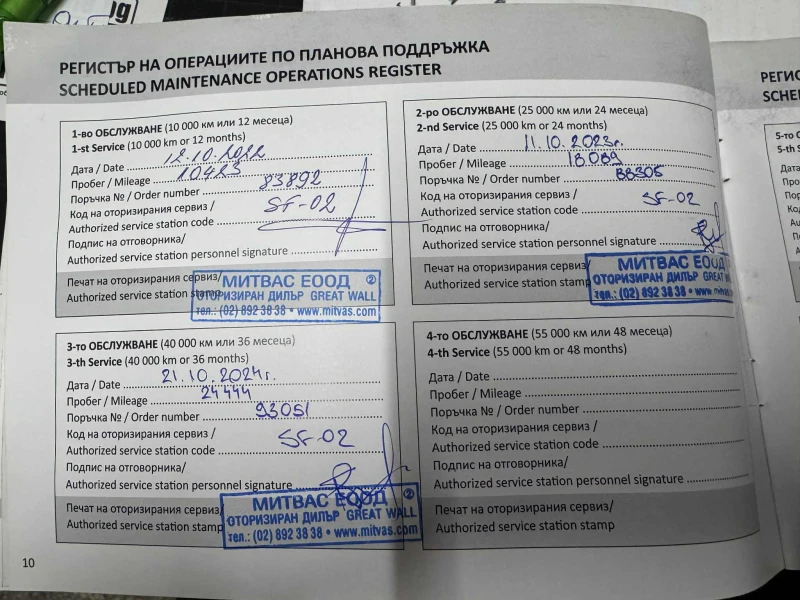 РЕГИСТЪР НА ОПЕРАЦИИТЕ ПО ПЛАНОВА ПОДДРЪЖКА
SCHEDULED MAINTENANCE OPERATIONS REGISTER
1-во ОБСЛУЖВАНЕ (10 000 км или 12 месеца)
1-st Service (10 000 km or 12 months)
Дата / Date 12.10.2022
Пробег / Mileage 10423
Поръчка № / Order number 83892
Код на оторизирания сервиз / SF-02
Authorized service station code
Подпис на отговорника/
Authorized service station personnel signature
Печат на оторизирания сервиз/
Authorized service station stamp
МИТВАС ЕООД ②
ОТОРИЗИРАН ДИЛЪР GREAT WALL
тел.: (02) 892 38 38 • www.mitvas.com
2-ро ОБСЛУЖВАНЕ (25 000 км или 24 месеца)
2-nd Service (25 000 km or 24 months)
Дата / Date 11.10.2023г.
Пробег / Mileage 18089
Поръчка № / Order number 88305
Код на оторизирания сервиз / SF-02
Authorized service station code
Подпис на отговорника/
Authorized service station personnel signature
Печат на оторизирания сервиз/
Authorized service station stamp
МИТВАС ЕООД
ОТОРИЗИРАН ДИЛЪР GREAT WALL
тел.: (02) 892 38 38 • www.mitvas
3-то ОБСЛУЖВАНЕ (40 000 км или 36 месеца)
3-th Service (40 000 km or 36 months)
Дата / Date 21.10.2024г.
Пробег / Mileage 24444
Поръчка № / Order number 93051
Код на оторизирания сервиз / SF-02
Authorized service station code
Подпис на отговорника/
Authorized service station personnel signature
Печат на оторизирания сервиз/
Authorized service station stamp
МИТВАС ЕООД ②
ОТОРИЗИРАН ДИЛЪР GREAT WALL
тел.: (02) 892 38 38 • www.mitvas.com
4-то ОБСЛУЖВАНЕ (55 000 км или 48 месеца)
4-th Service (55 000 km or 48 months)
Дата / Date
Пробег / Mileage
Поръчка № / Order number
Код на оторизирания сервиз /
Authorized service station code
Подпис на отговорника/
Authorized service station personnel signature
Печат на оторизирания сервиз/
Authorized service station stamp
10